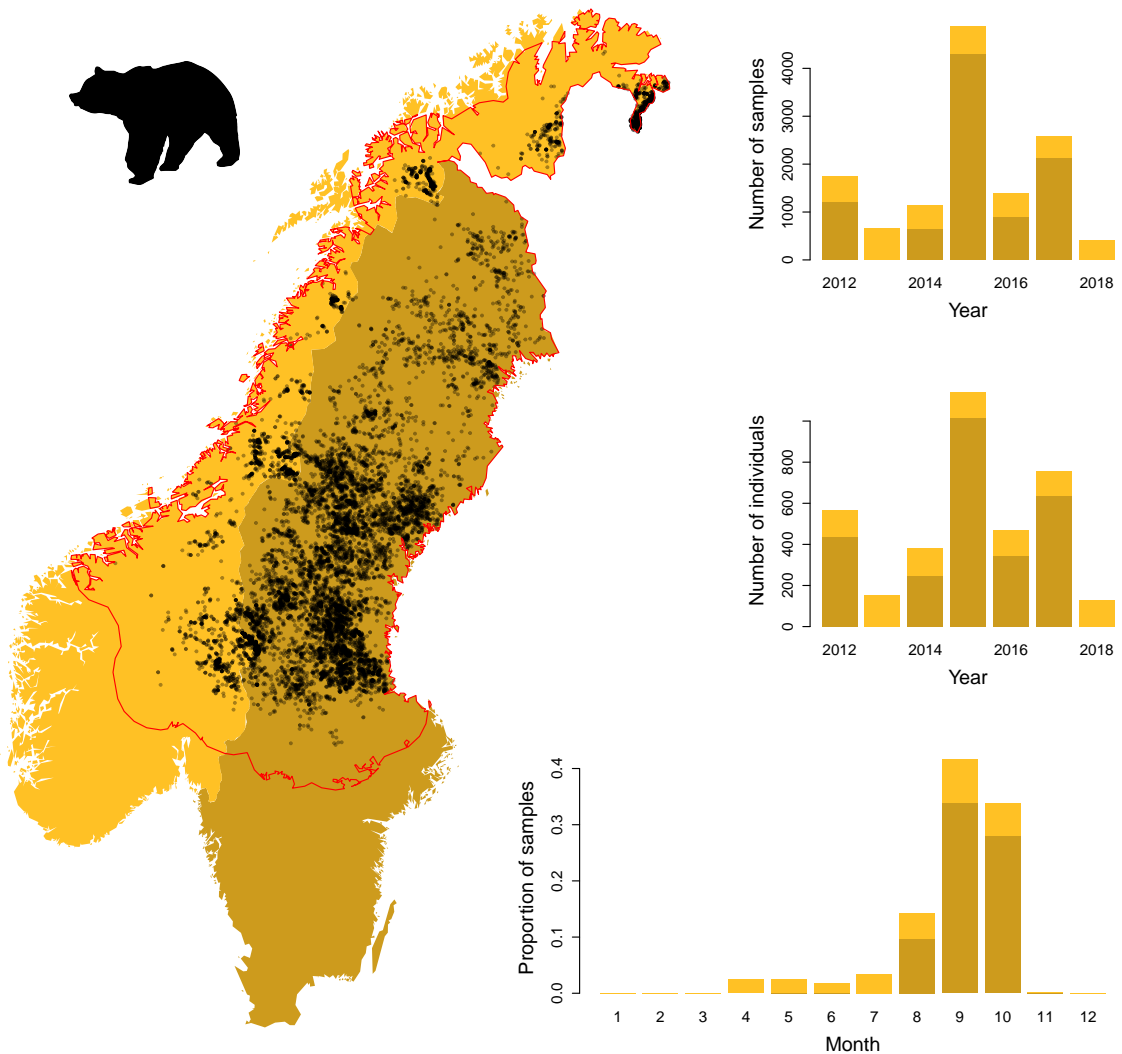 Number of samples
4000
3000
2000
1000
0
2012 2014 2016 2018
Year
Number of individuals
800
600
400
200
0
2012 2014 2016 2018
Year
Proportion of samples
0.4
0.3
0.2
0.1
0.0
1 2 3 4 5 6 7 8 9 10 11 12
Month